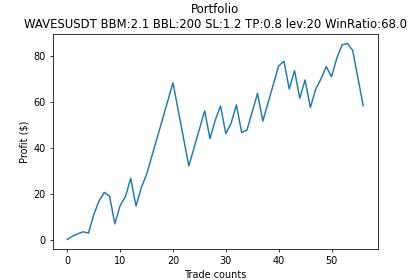 Portfolio
WAVESUSDT BBM:2.1 BBL:200 SL:1.2 TP:0.8 lev:20 WinRatio:68.0
80
60
40
20
0
Profit ($)
0 10 20 30 40 50
Trade counts